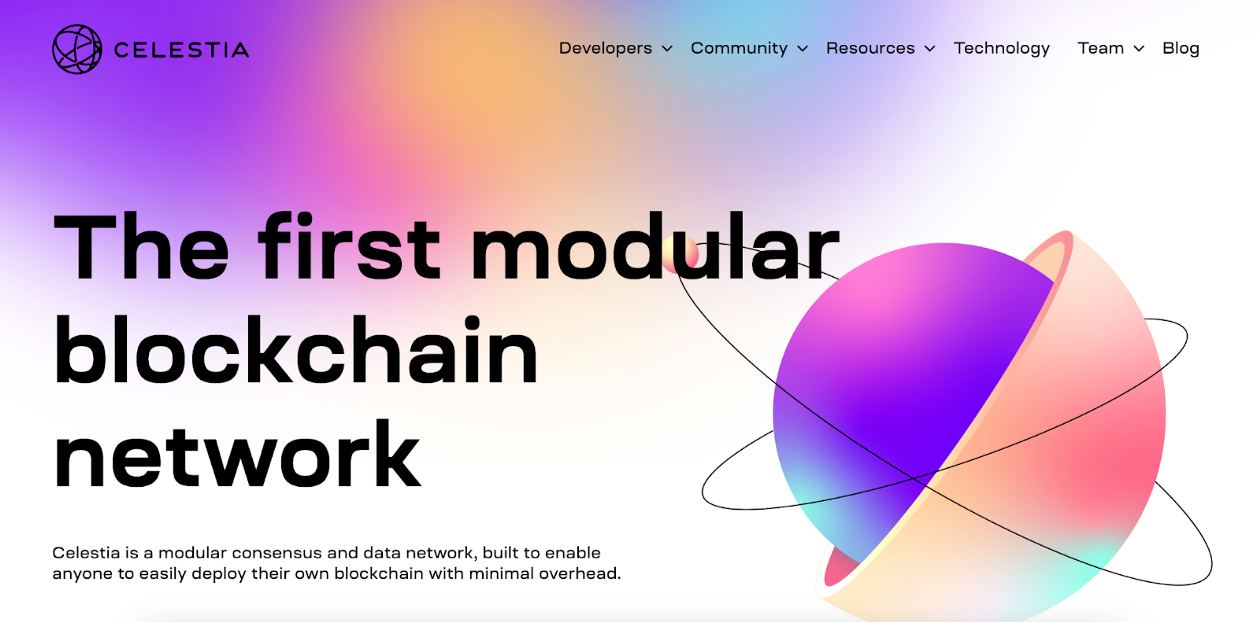 CELESTIA
Developers Community Resources Technology Team Blog
The first modular
blockchain
network
Celestia is a modular consensus and data network, built to enable
anyone to easily deploy their own blockchain with minimal overhead.